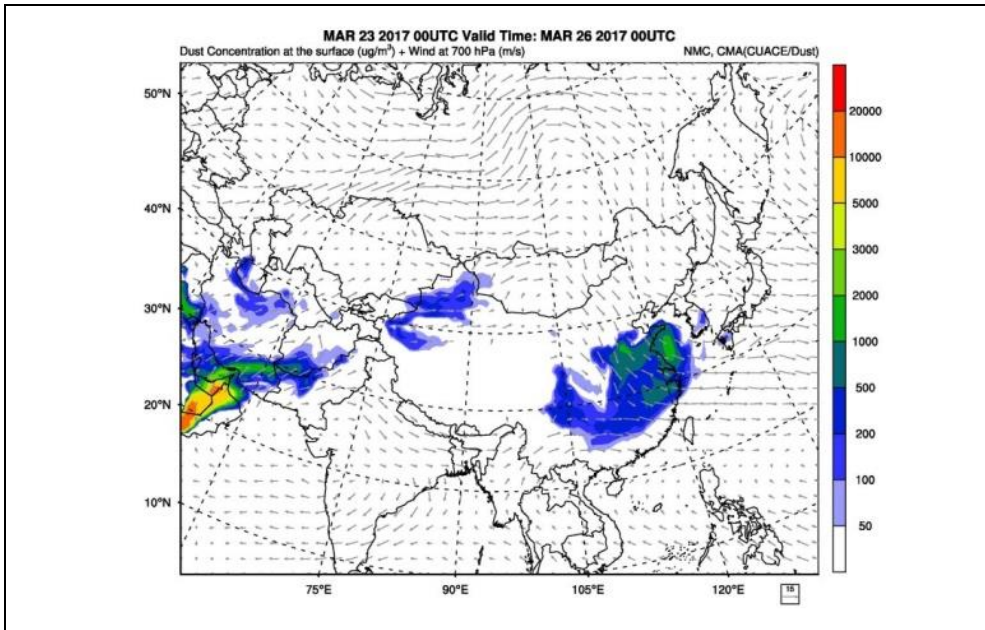 MAR 23 2017 00UTC Valid Time: MAR 26 2017 00UTC
Dust Concentration at the surface (ug/m³) + Wind at 700 hPa (m/s) NMC, CMA(CUACE/Dust)
50°N
40°N
30°N
20°N
10°N
75°E 90°E 105°E 120°E
20000
10000
5000
3000
2000
1000
500
200
100
50
15